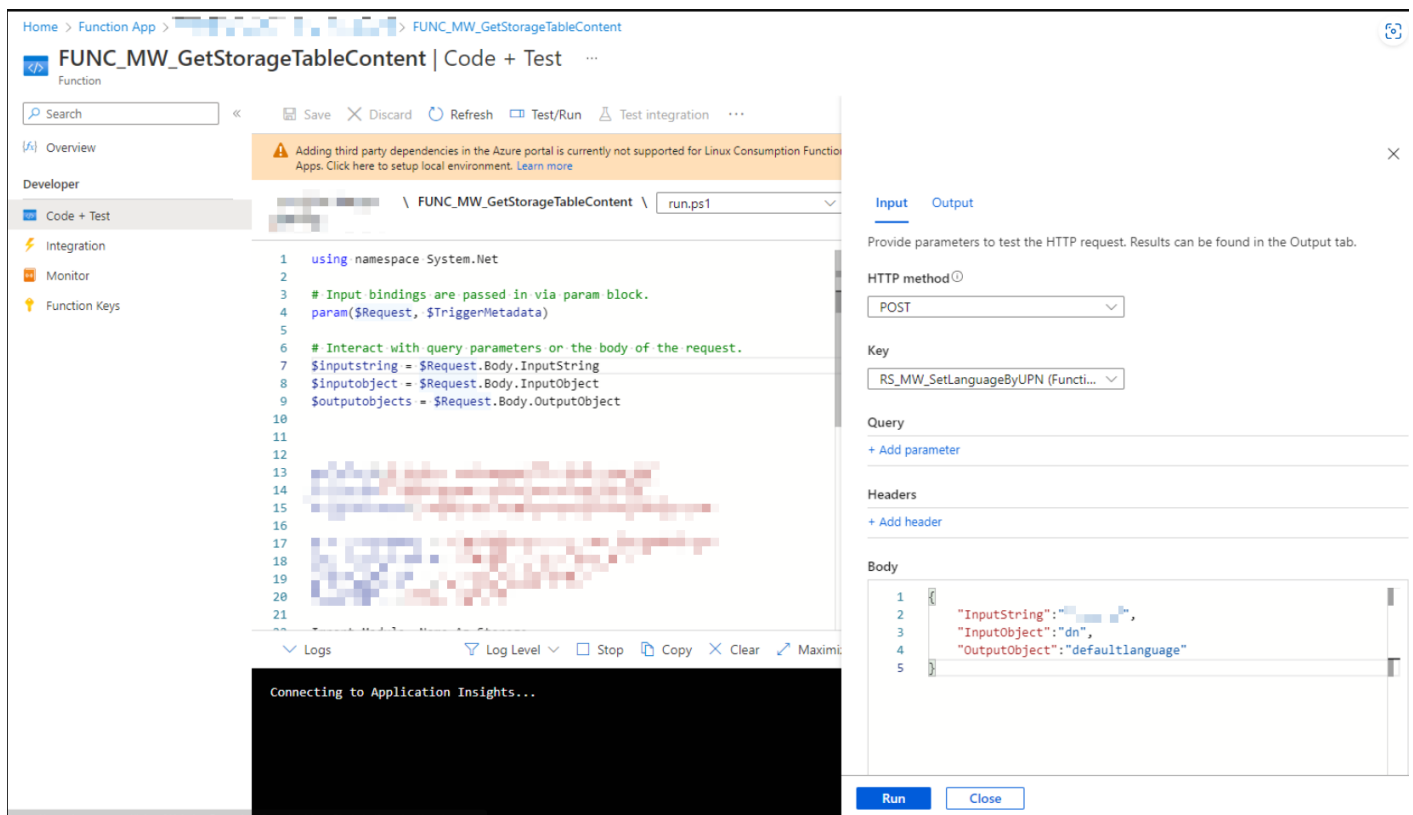 Home > Function App > > FUNC_MW_GetStorageTableContent
FUNC_MW_GetStorageTableContent | Code + Test ...
Function
Search «
Overview
Developer
Code + Test
Integration
Monitor
Function Keys
Save Discard Refresh Test/Run Test integration ...
Adding third party dependencies in the Azure portal is currently not supported for Linux Consumption Function
Apps. Click here to setup local environment. Learn more
\ FUNC_MW_GetStorageTableContent \ run.ps1
1 using namespace System.Net
2
3 # Input bindings are passed in via param block.
4 param($Request, $TriggerMetadata)
5
6 # Interact with query parameters or the body of the request.
7 $inputstring = $Request.Body.InputString
8 $inputobject = $Request.Body.InputObject
9 $outputobjects = $Request.Body.OutputObject
10
11
12
13
14
15
16
17
18
19
20
21
Logs Log Level Stop Copy Clear Maximi
Connecting to Application Insights...
Input Output
Provide parameters to test the HTTP request. Results can be found in the Output tab.
HTTP method
POST
Key
RS_MW_SetLanguageByUPN (Functi...
Query
+ Add parameter
Headers
+ Add header
Body
1 {
2 "InputString":" ",
3 "InputObject":"dn",
4 "OutputObject":"defaultlanguage"
5 }
Run Close